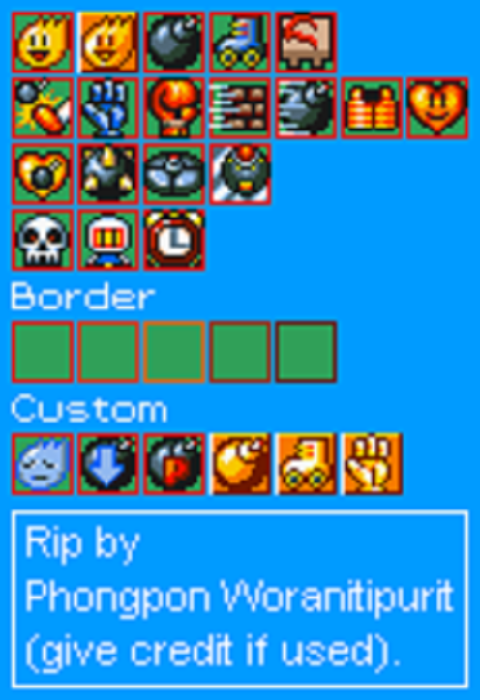 Border
Custom
P
Rip by
Phongpon Woranitipurit
(give credit if used).